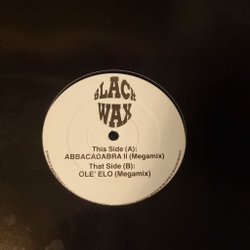 BLACK
WAX
This Side (A):
ABBACADABRA II (Megamix)
That Side (B):
OLE' ELO (Megamix)